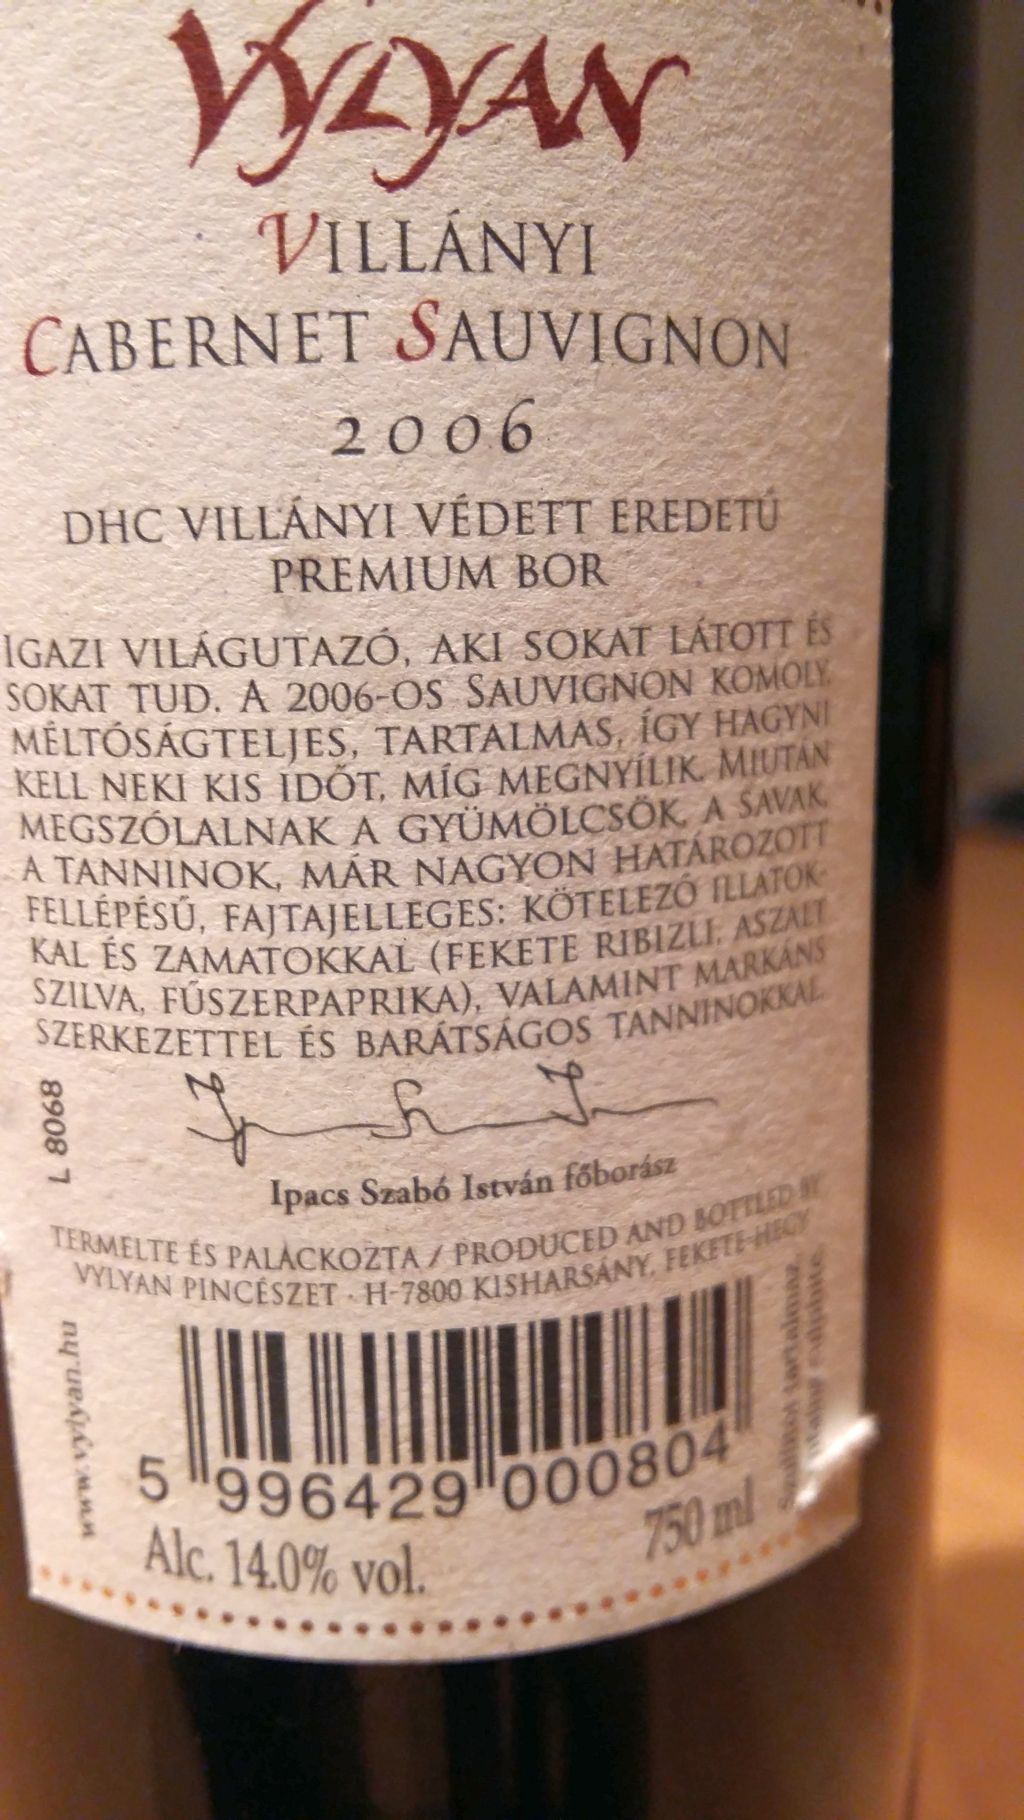 VYLYAN
VILLÁNYI
CABERNET SAUVIGNON
2006
DHC VILLÁNYI VÉDETT EREDETŰ
PREMIUM BOR
IGAZI VILÁGUTAZÓ, AKI SOKAT LÁTOTT ÉS
SOKAT TUD. A 2006-OS SAUVIGNON KOMOLY,
MÉLTÓSÁGTELJES, TARTALMAS, ÍGY HAGYNI
KELL NEKI KIS IDŐT, MÍG MEGNYÍLIK. MIUTÁN
MEGSZÓLALNAK A GYÜMÖLCSÖK, A SAVAK,
A TANNINOK, MÁR NAGYON HATÁROZOTT
FELLÉPÉSŰ, FAJTAJELLEGES: KÖTELEZŐ ILLATOK-
KAL ÉS ZAMATOKKAL (FEKETE RIBIZLI, ASZALT
SZILVA, FŰSZERPAPRIKA), VALAMINT MARKÁNS
SZERKEZETTEL ÉS BARÁTSÁGOS TANNINOKKAL.
L 8068
Ipacs Szabó István főborász
TERMELTE ÉS PALACKOZTA / PRODUCED AND BOTTLED BY
VYLYAN PINCÉSZET · H-7800 KISHARSÁNY, FEKETE-HEGY
www.vylyan.hu
5 996429 000804
Alc. 14.0% vol.
750 ml
tartalmaz.